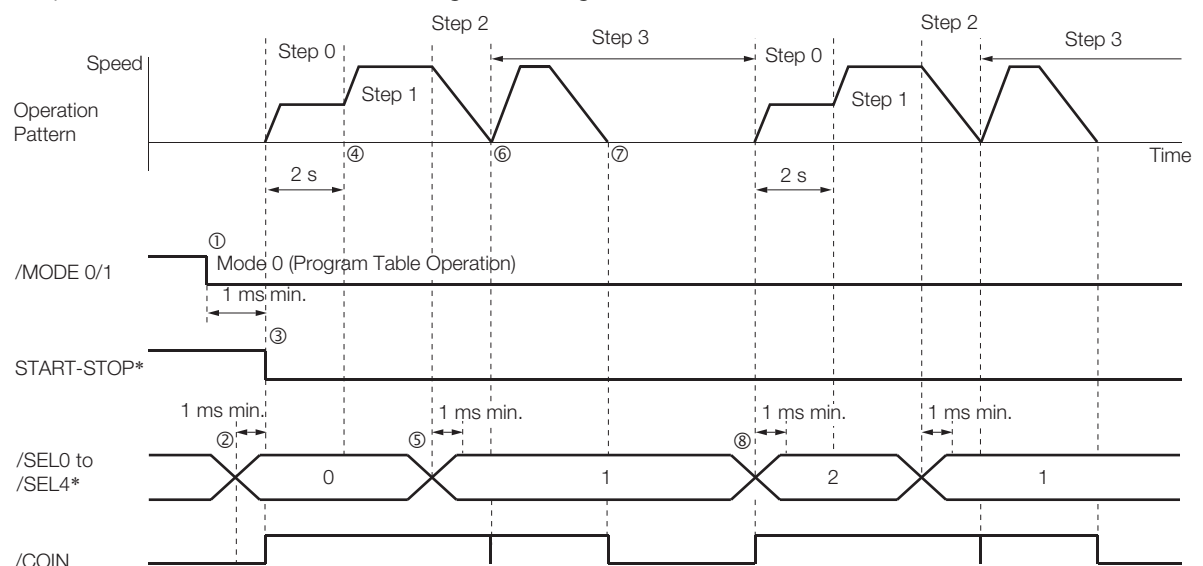 Step 2
Step 3
Step 0
Step 1
Speed
Operation
Pattern
④
⑥
⑦
2 s
Step 2
Step 3
Step 0
Step 1
Time
2 s
①
/MODE 0/1
Mode 0 (Program Table Operation)
1 ms min.
③
START-STOP*
1 ms min.
②
1 ms min.
⑤
1 ms min.
⑧
1 ms min.
/SEL0 to
/SEL4*
0
1
2
1
/COIN